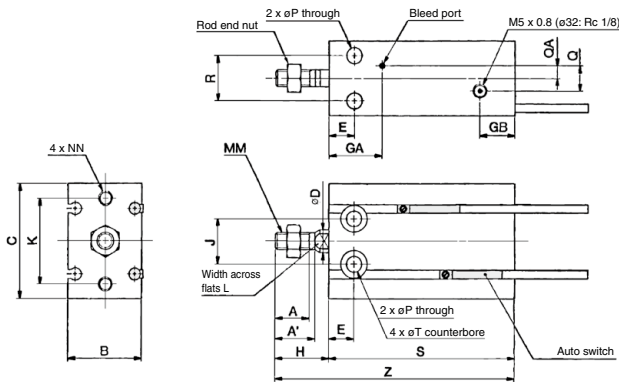 2 x øP through
Bleed port
Rod end nut
M5 x 0.8 (ø32: Rc 1/8)
QA
Q
R
E
GA
GB
4 x NN
MM
øD
C
K
J
Width across
flats L
A
A'
E
2 x øP through
4 x øT counterbore
Auto switch
B
H
S
Z